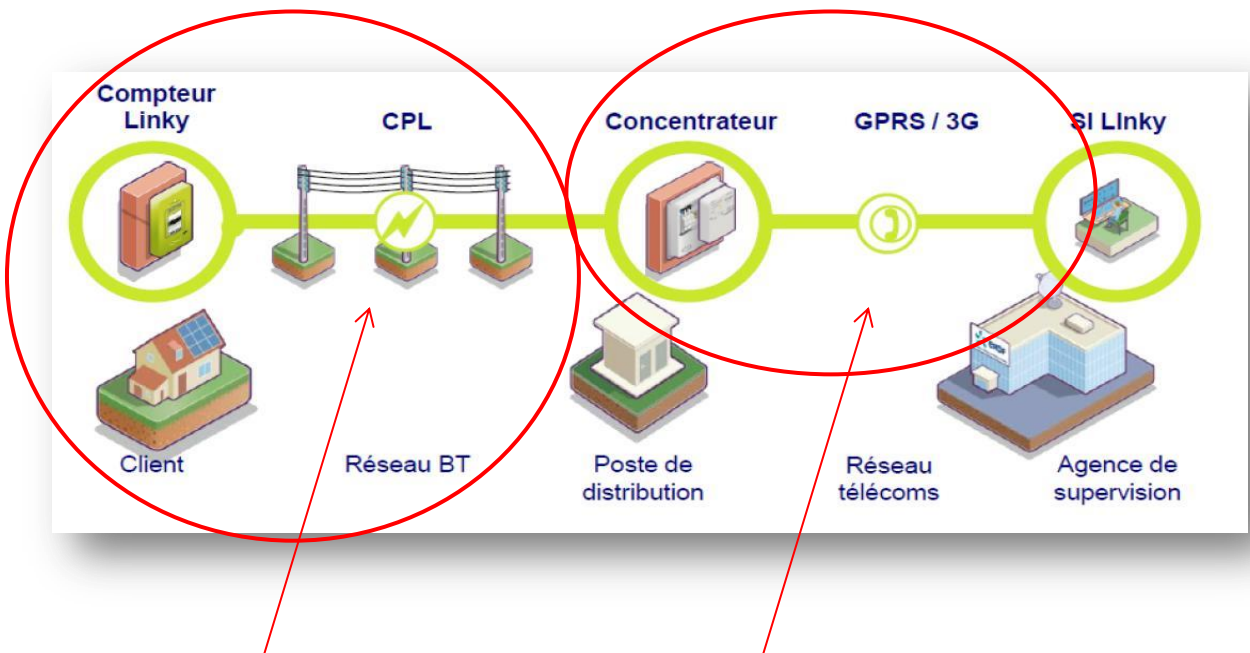 Compteur
Linky
CPL
Concentrateur
GPRS / 3G
SI LInky
Client
Réseau BT
Poste de
distribution
Réseau
télécoms
Agence de
supervision